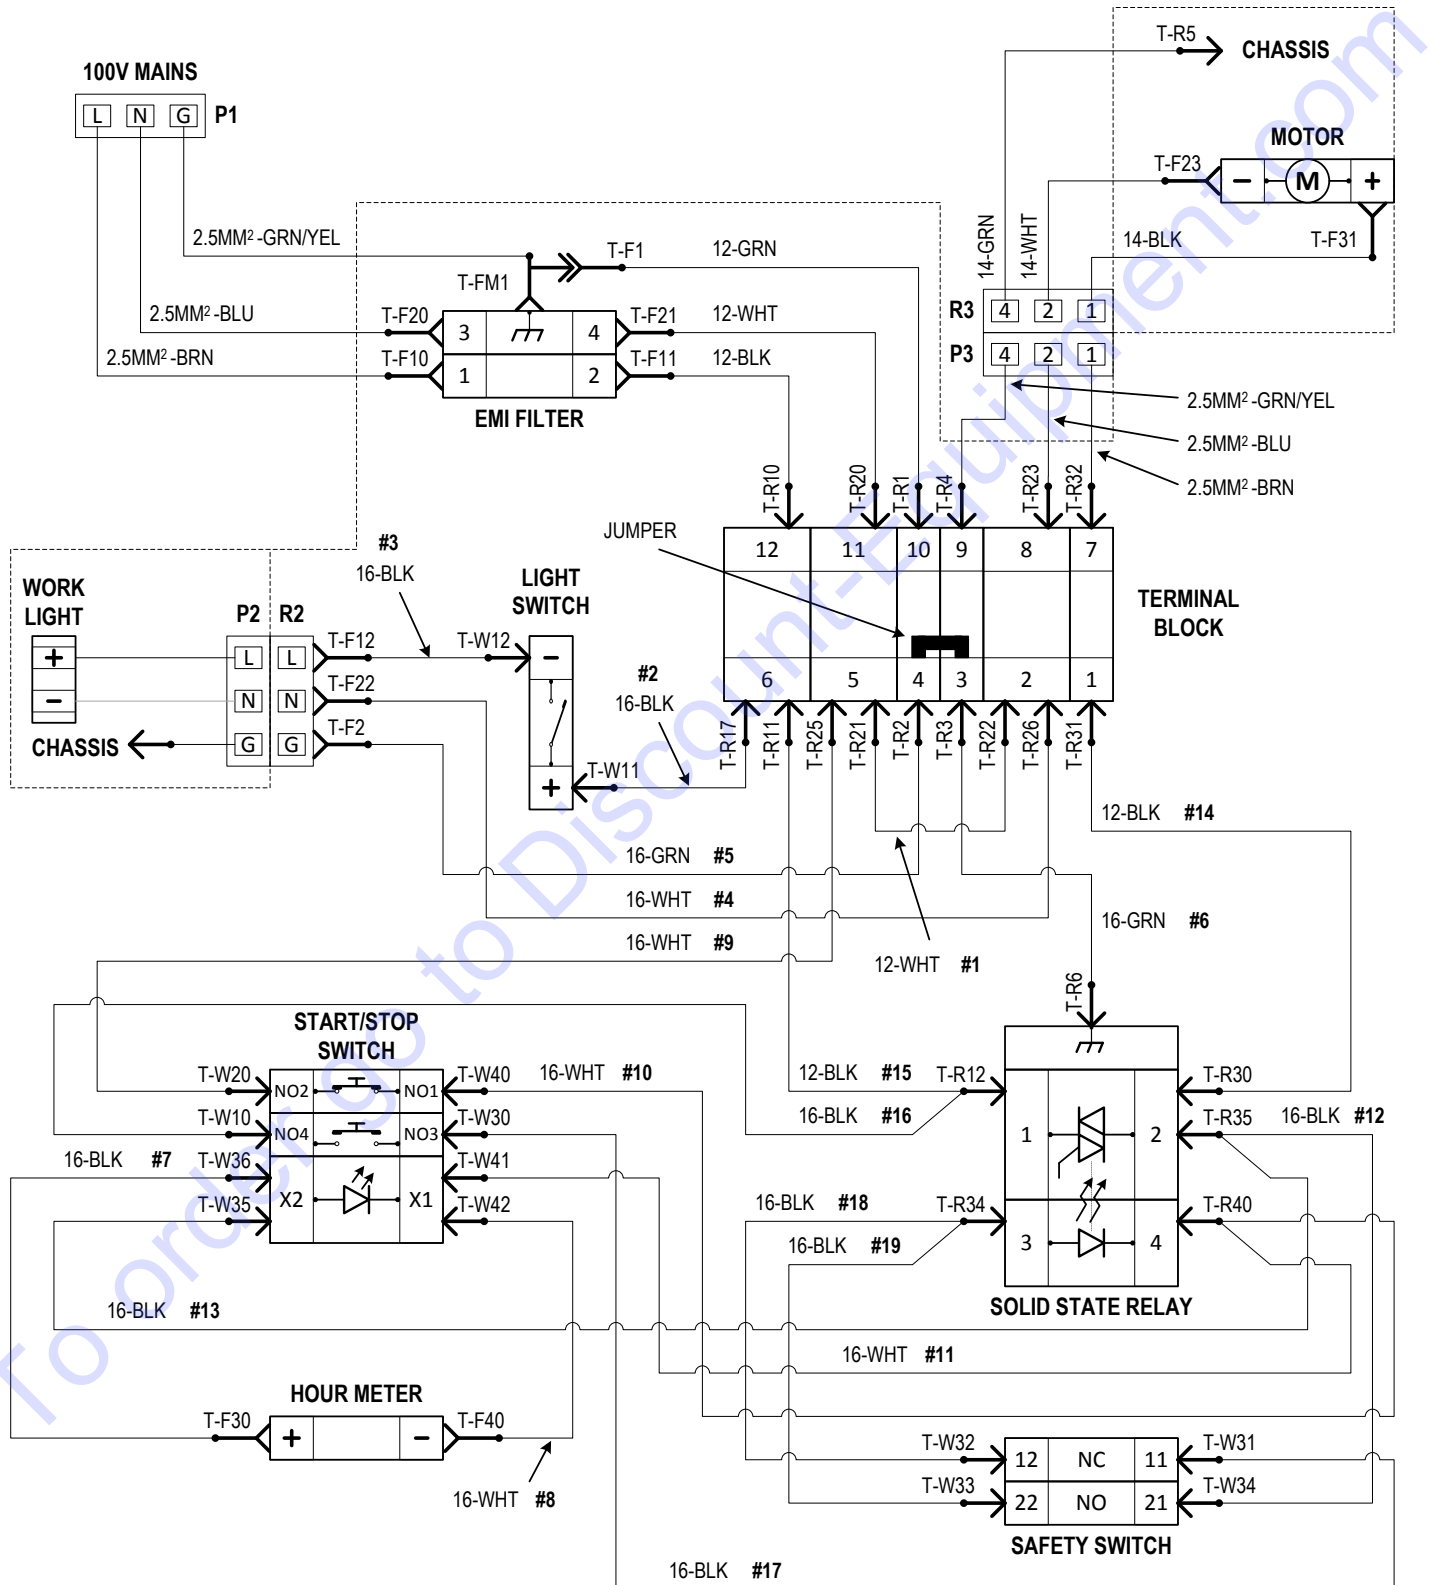 T-R5
CHASSIS
100V MAINS
L N G P1
MOTOR
T-F23
- M +
2.5MM²-GRN/YEL
T-F1
12-GRN
14-GRN
14-WHT
14-BLK
T-F31
T-FM1
2.5MM²-BLU
T-F20
3 4
T-F21
12-WHT
R3 4 2 1
2.5MM²-BRN
T-F10
1 2
T-F11
12-BLK
P3 4 2 1
EMI FILTER
2.5MM²-GRN/YEL
2.5MM²-BLU
2.5MM²-BRN
T-R10
T-R20
T-R1
T-R4
T-R23
T-R32
JUMPER
12 11 10 9 8 7
#3
16-BLK
WORK
LIGHT
P2 R2
LIGHT
SWITCH
TERMINAL
BLOCK
T-F12
T-W12
+ L L -
#2
16-BLK
6 5 4 3 2 1
- N N
T-F22
CHASSIS G G
T-F2
T-W11
+
T-R17
T-R11
T-R25
T-R21
T-R2
T-R3
T-R22
T-R26
T-R31
12-BLK #14
16-GRN #5
16-WHT #4
16-GRN #6
16-WHT #9
12-WHT #1
T-R6
START/STOP
SWITCH
T-W20
NO2 NO1
T-W40
16-WHT #10
12-BLK #15
T-R12
T-R30
T-W10
NO4 NO3
T-W30
16-BLK #16
T-R35
16-BLK #12
1 2
16-BLK #7
T-W36
X2 X1
T-W41
T-W35
T-W42
16-BLK #18
T-R34
T-R40
16-BLK #19
3 4
16-BLK #13
SOLID STATE RELAY
16-WHT #11
HOUR METER
T-F30
+ -
T-F40
T-W32
12 NC 11
T-W31
16-WHT #8
T-W33
22 NO 21
T-W34
SAFETY SWITCH
16-BLK #17
To order go to Discount-Equipment.com